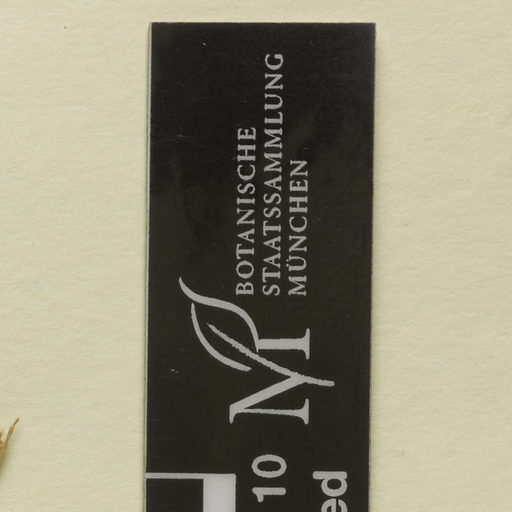 BOTANISCHE
STAATSSAMMLUNG
MÜNCHEN
M
10
ed